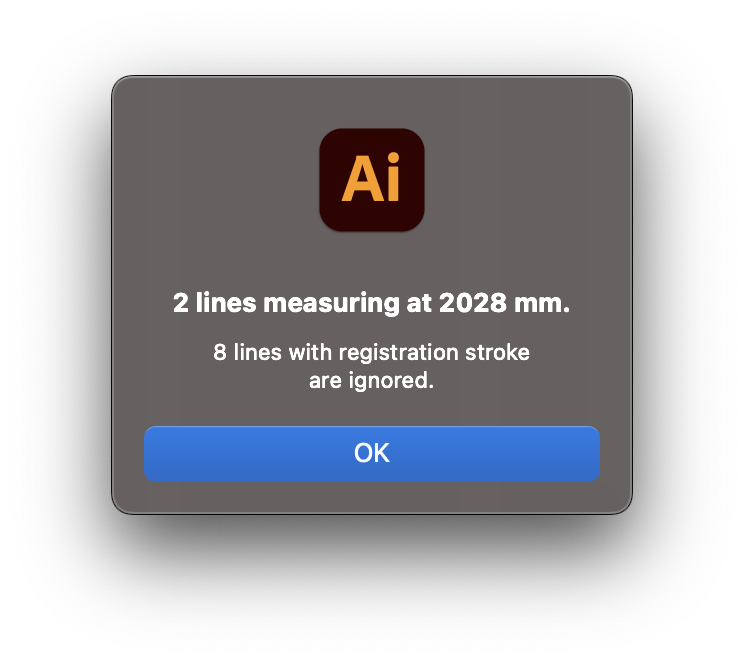 Ai
2 lines measuring at 2028 mm.
8 lines with registration stroke
are ignored.
OK